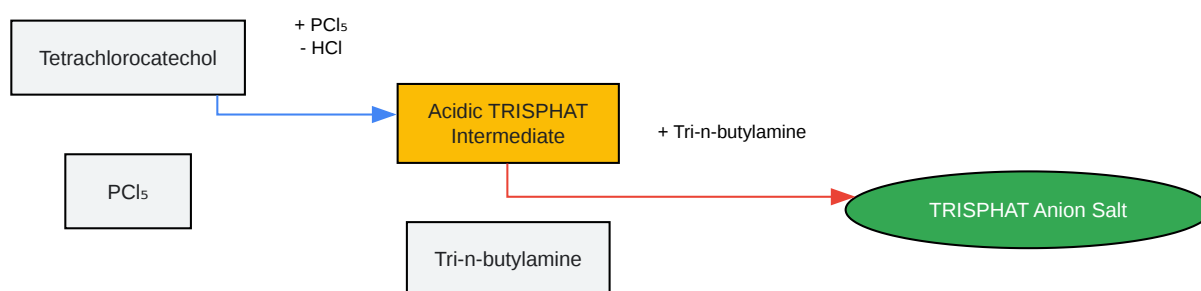 Tetrachlorocatechol
+ PCl₅
- HCl
Acidic TRISPHAT
Intermediate
+ Tri-n-butylamine
PCl₅
TRISPHAT Anion Salt
Tri-n-butylamine